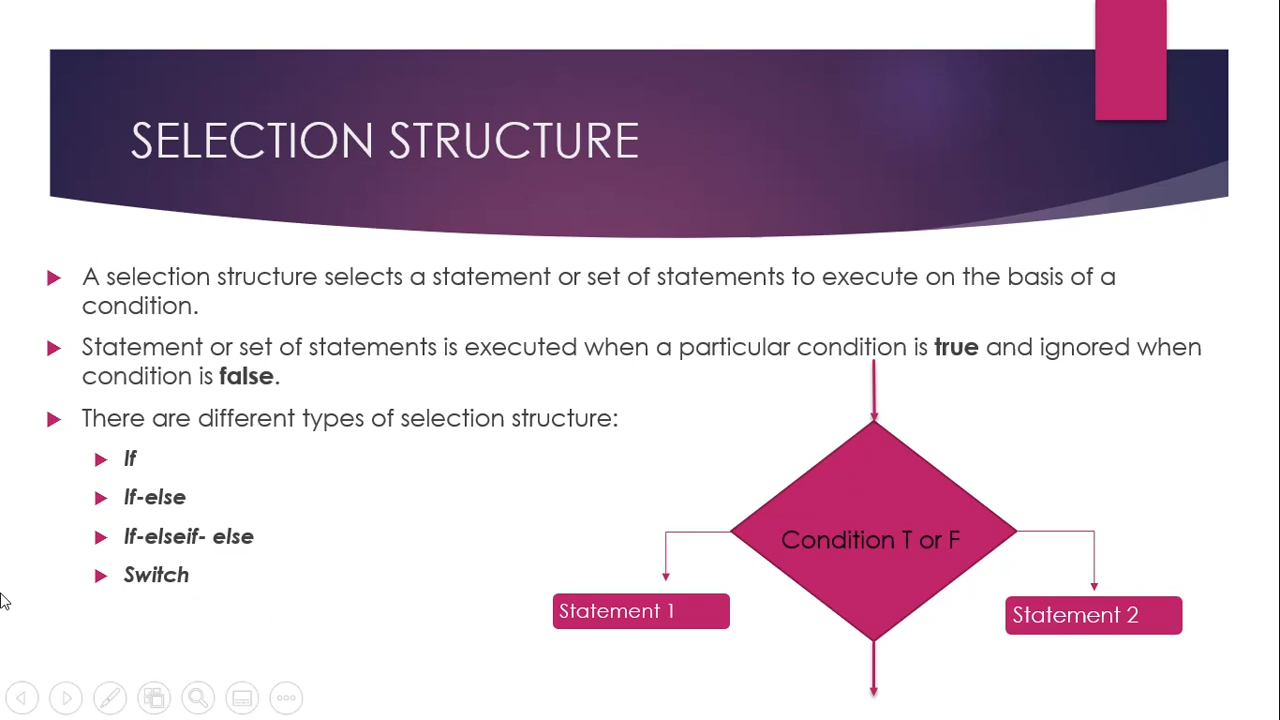 SELECTION STRUCTURE
A selection structure selects a statement or set of statements to execute on the basis of a
condition.
Statement or set of statements is executed when a particular condition is true and ignored when
condition is false.
There are different types of selection structure:
If
If-else
If-elseif- else
Switch
Condition T or F
Statement 1
Statement 2